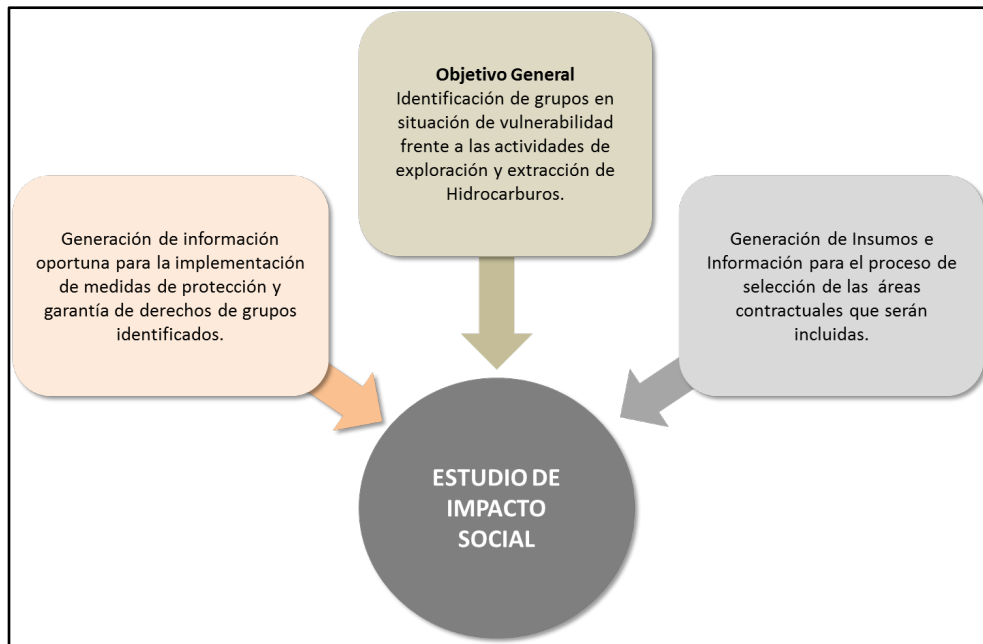 Objetivo General
Identificación de grupos en
situación de vulnerabilidad
frente a las actividades de
exploración y extracción de
Hidrocarburos.
Generación de información
oportuna para la implementación
de medidas de protección y
garantía de derechos de grupos
identificados.
Generación de Insumos e
Información para el proceso de
selección de las áreas
contractuales que serán
incluidas.
ESTUDIO DE
IMPACTO
SOCIAL